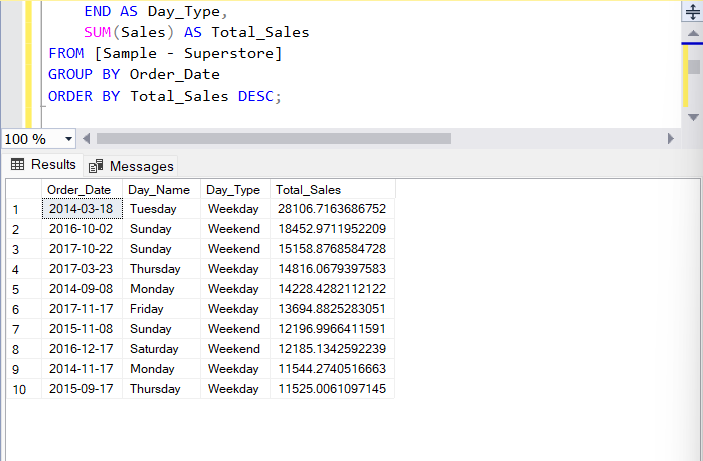 END AS Day_Type,
SUM(Sales) AS Total_Sales
FROM [Sample - Superstore]
GROUP BY Order_Date
ORDER BY Total_Sales DESC;
100 %
Results Messages
Order_Date Day_Name Day_Type Total_Sales
1 2014-03-18 Tuesday Weekday 28106.7163686752
2 2016-10-02 Sunday Weekend 18452.9711952209
3 2017-10-22 Sunday Weekend 15158.8768584728
4 2017-03-23 Thursday Weekday 14816.0679397583
5 2014-09-08 Monday Weekday 14228.4282112122
6 2017-11-17 Friday Weekday 13694.8825283051
7 2015-11-08 Sunday Weekend 12196.9966411591
8 2016-12-17 Saturday Weekend 12185.1342592239
9 2014-11-17 Monday Weekday 11544.2740516663
10 2015-09-17 Thursday Weekday 11525.0061097145